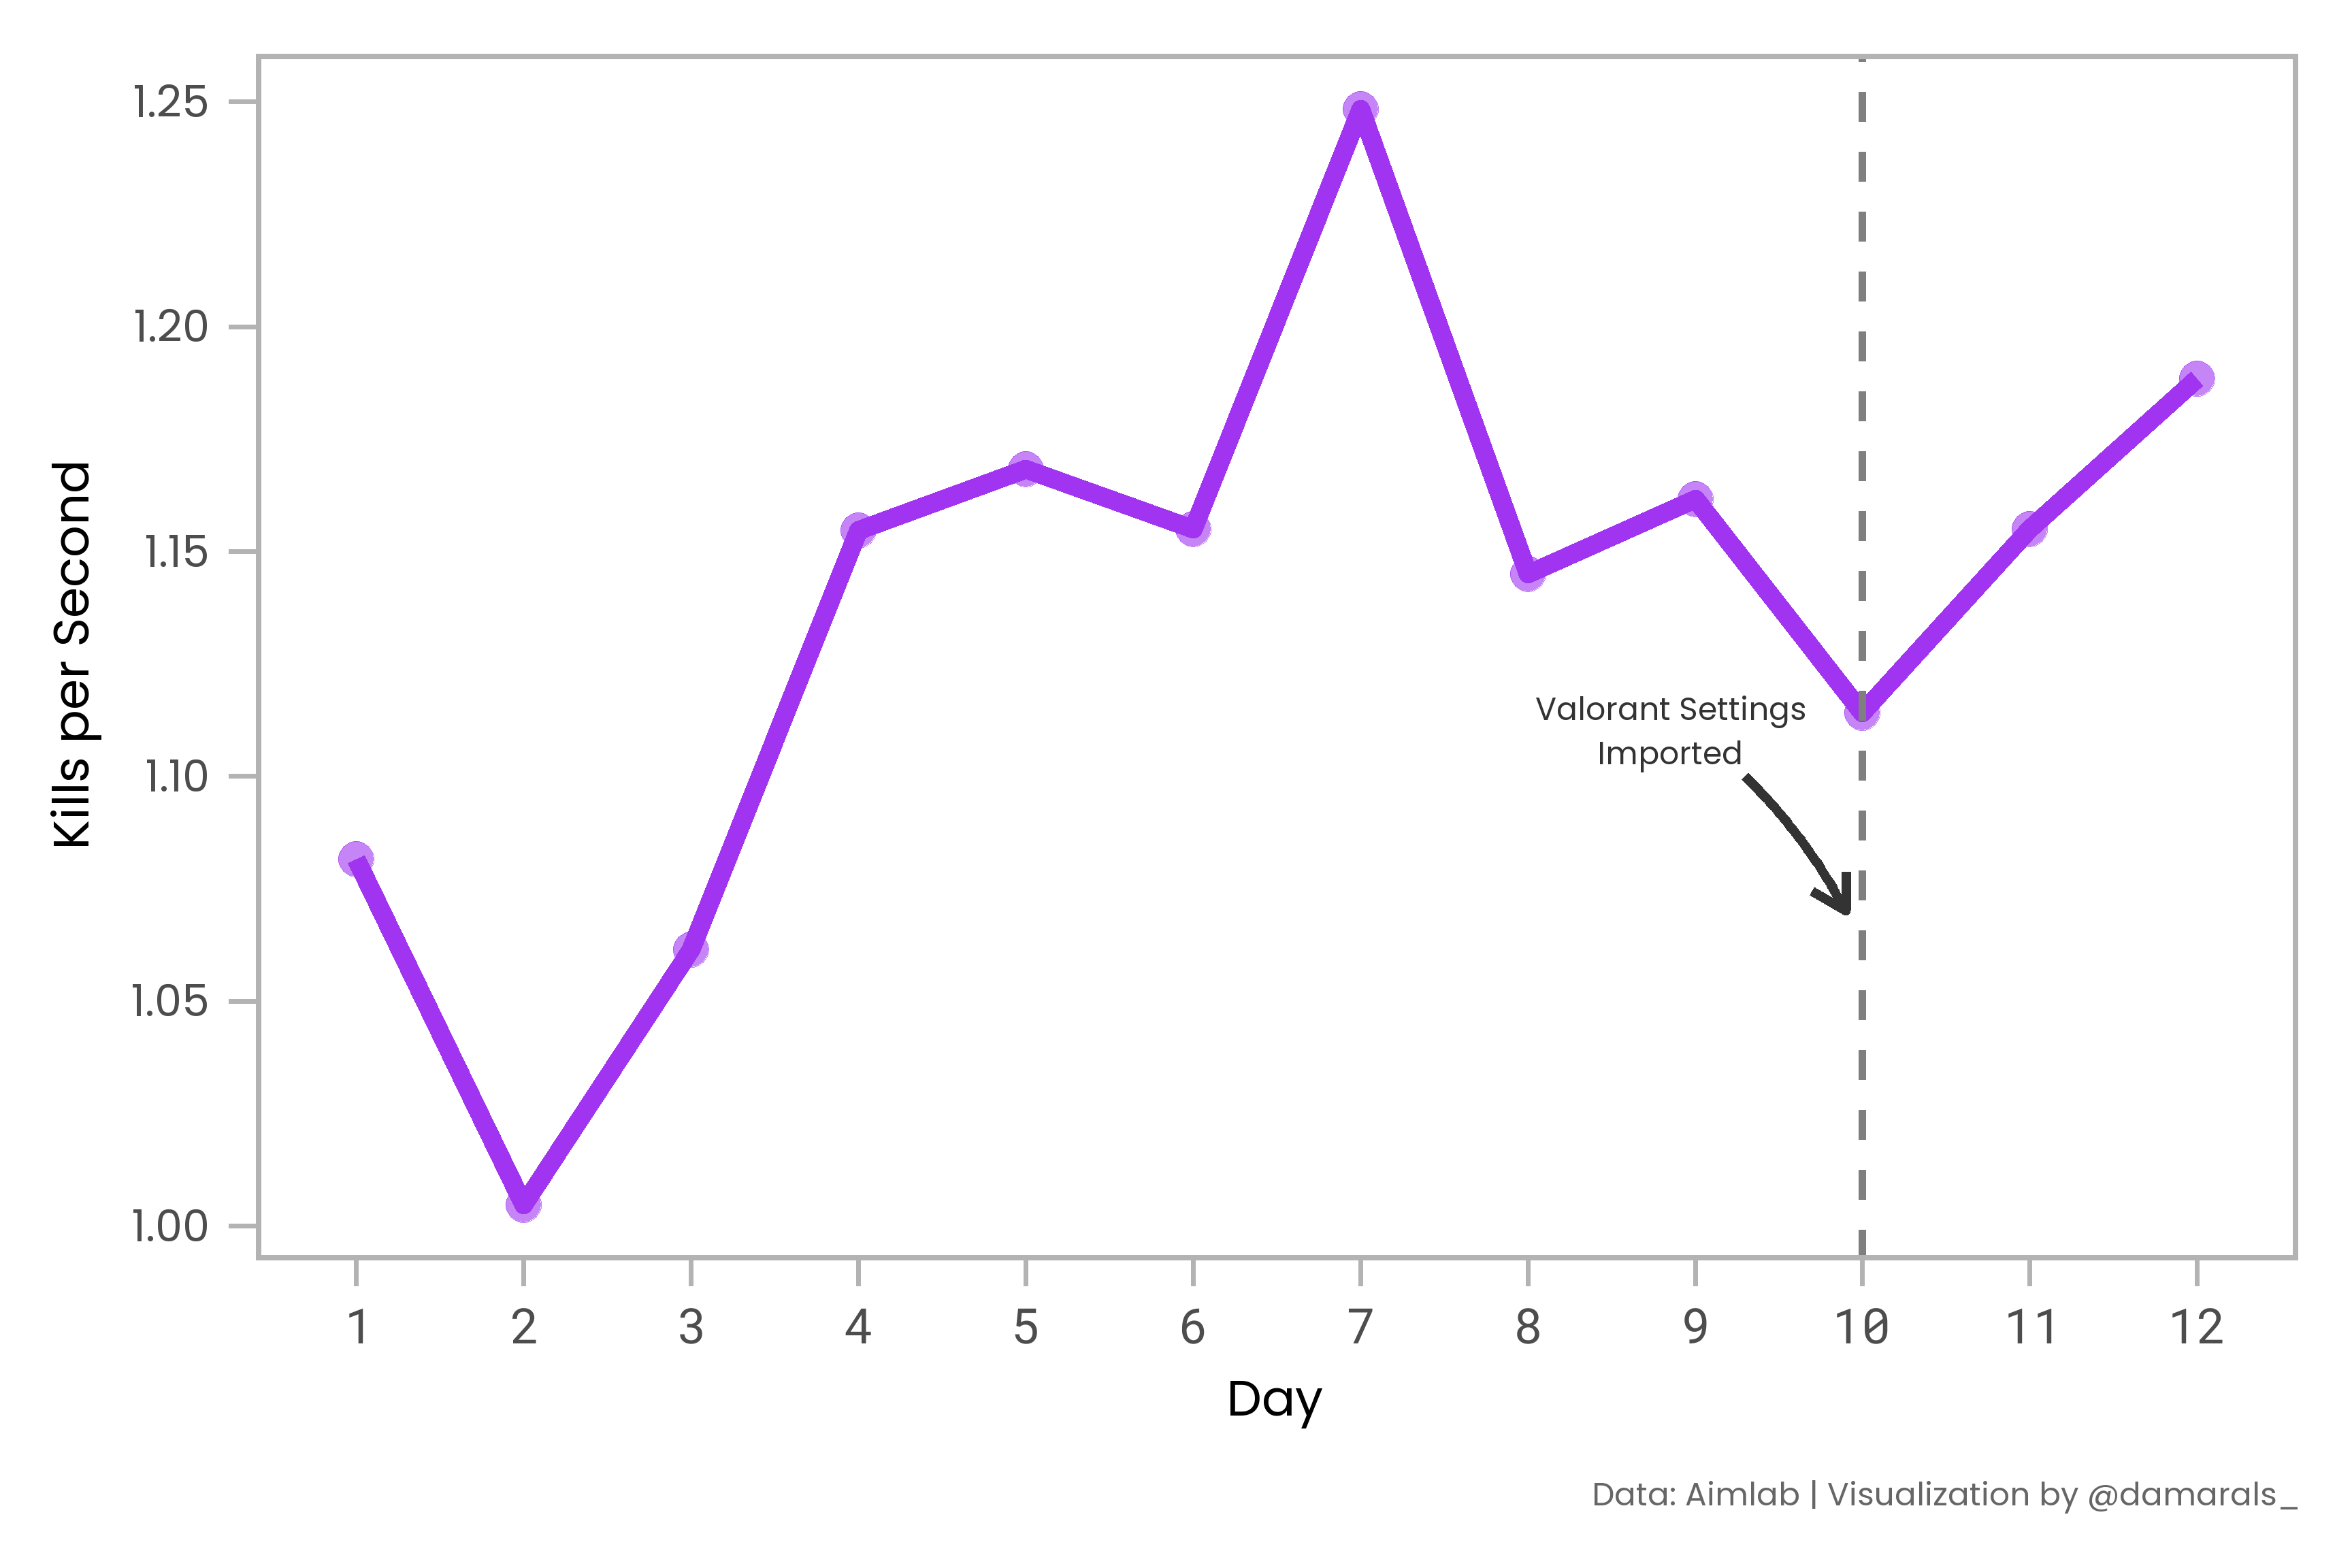 Kills per Second
1.25
1.20
1.15
1.10
1.05
1.00
Valorant Settings
Imported
1 2 3 4 5 6 7 8 9 10 11 12
Day
Data: Aimlab | Visualization by @damarals_